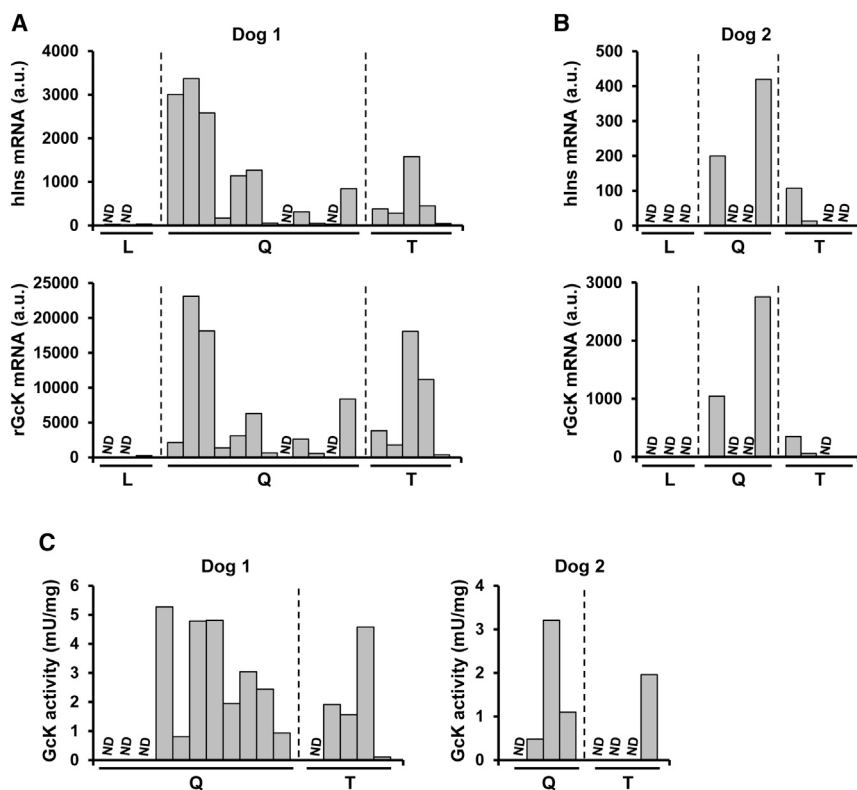 A
Dog 1
hIns mRNA (a.u.)
4000
3000
2000
1000
0
ND ND ND ND
L Q T
rGcK mRNA (a.u.)
25000
20000
15000
10000
5000
0
ND ND ND ND
L Q T
B
Dog 2
hIns mRNA (a.u.)
500
400
300
200
100
0
ND ND ND ND ND ND ND
L Q T
rGcK mRNA (a.u.)
3000
2000
1000
0
ND ND ND ND ND ND
L Q T
C
Dog 1
GcK activity (mU/mg)
6
5
4
3
2
1
0
ND ND ND ND
Q T
Dog 2
GcK activity (mU/mg)
4
3
2
1
0
ND ND ND ND
Q T